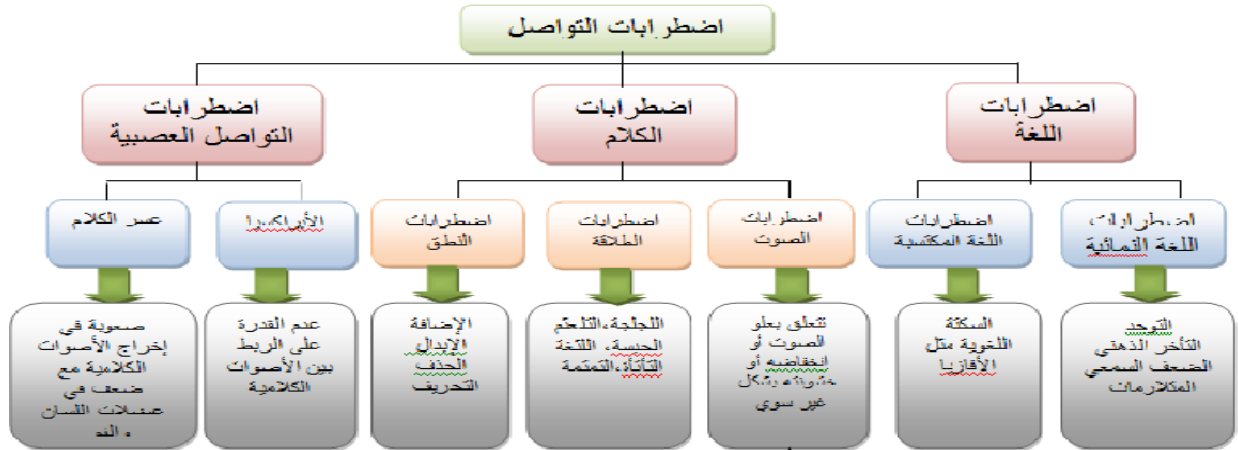 اضطرابات التواصل
اضطرابات
اللغة
اضطرابات
الكلام
اضطرابات
التواصل العصبية
اضطرابات
اللغة النمائية
اضطرابات
اللغة المكتسبة
اضطرابات
الصوت
اضطرابات
الطلاقة
اضطرابات
النطق
الأبراكسيا
عسر الكلام
التوحد
التأخر الذهني
الضعف السمعي
المتلازمات
السكتة
اللغوية مثل
الأفازيا
تتعلق بعلو
الصوت أو
انخفاضه أو
خشونته بشكل
غير سوي
اللجلجة،التلعثم
الحبسة، اللثغة
التأتأة،التمتمة
الإضافة
الإبدال
الحذف
التحريف
عدم القدرة
على الربط
بين الأصوات
الكلامية
صعوبة في
إخراج الأصوات
الكلامية مع
ضعف في
عضلات اللسان